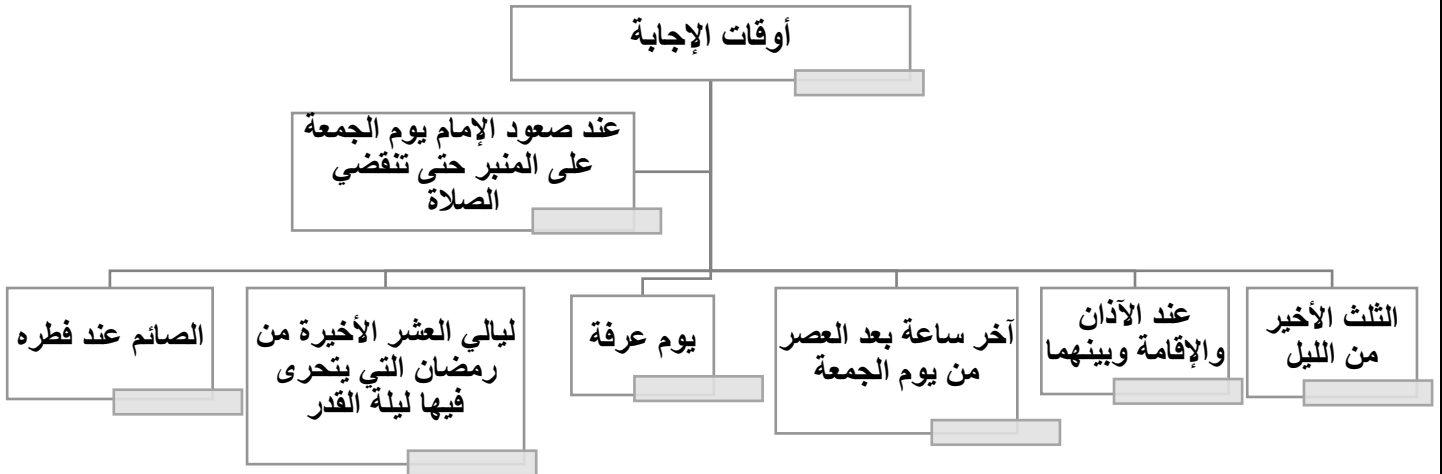 أوقات الإجابة
عند صعود الإمام يوم الجمعة
على المنبر حتى تنقضي
الصلاة
الثلث الأخير
من الليل
عند الآذان
والإقامة وبينهما
آخر ساعة بعد العصر
من يوم الجمعة
يوم عرفة
ليالي العشر الأخيرة من
رمضان التي يتحرى
فيها ليلة القدر
الصائم عند فطره